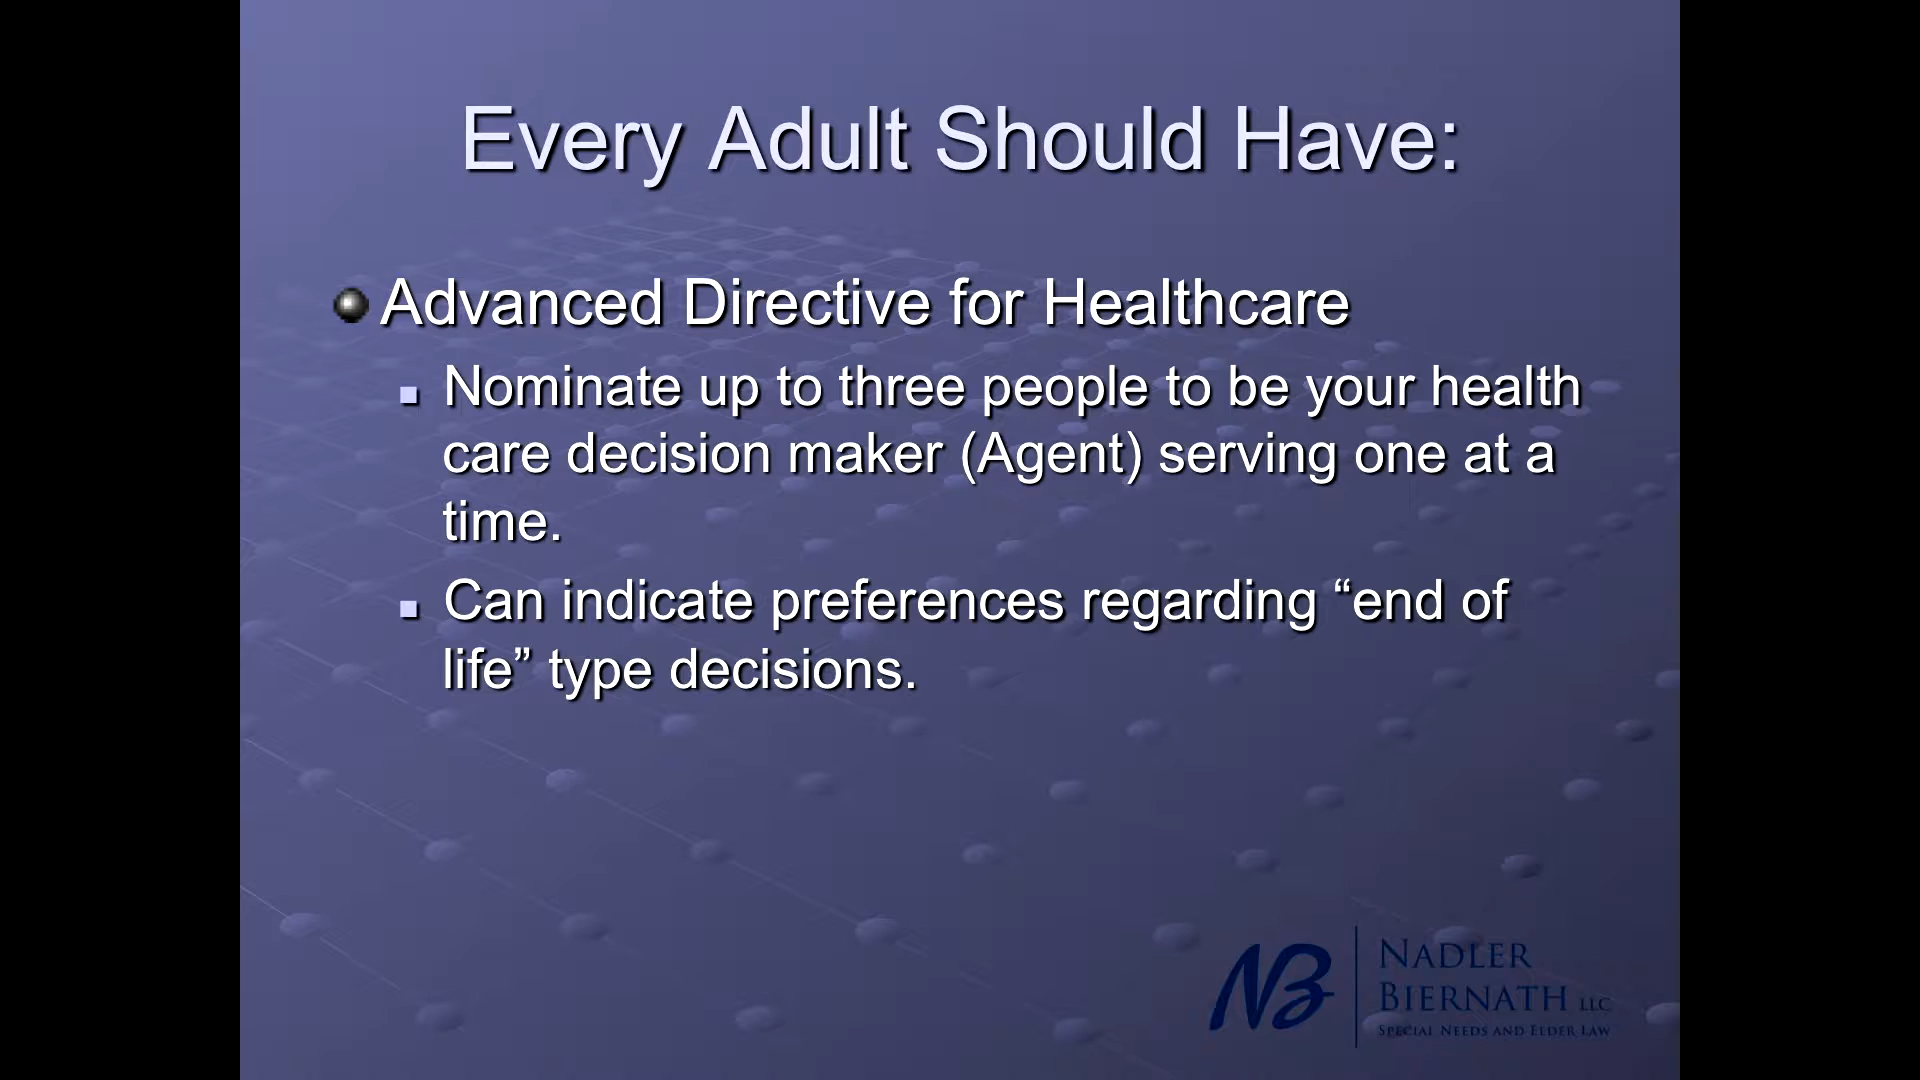 Every Adult Should Have:
Advanced Directive for Healthcare
Nominate up to three people to be your health
care decision maker (Agent) serving one at a
time.
Can indicate preferences regarding “end of
life” type decisions.
NB
NADLER
BIERNATH LLC
SPECIAL NEEDS AND ELDER LAW